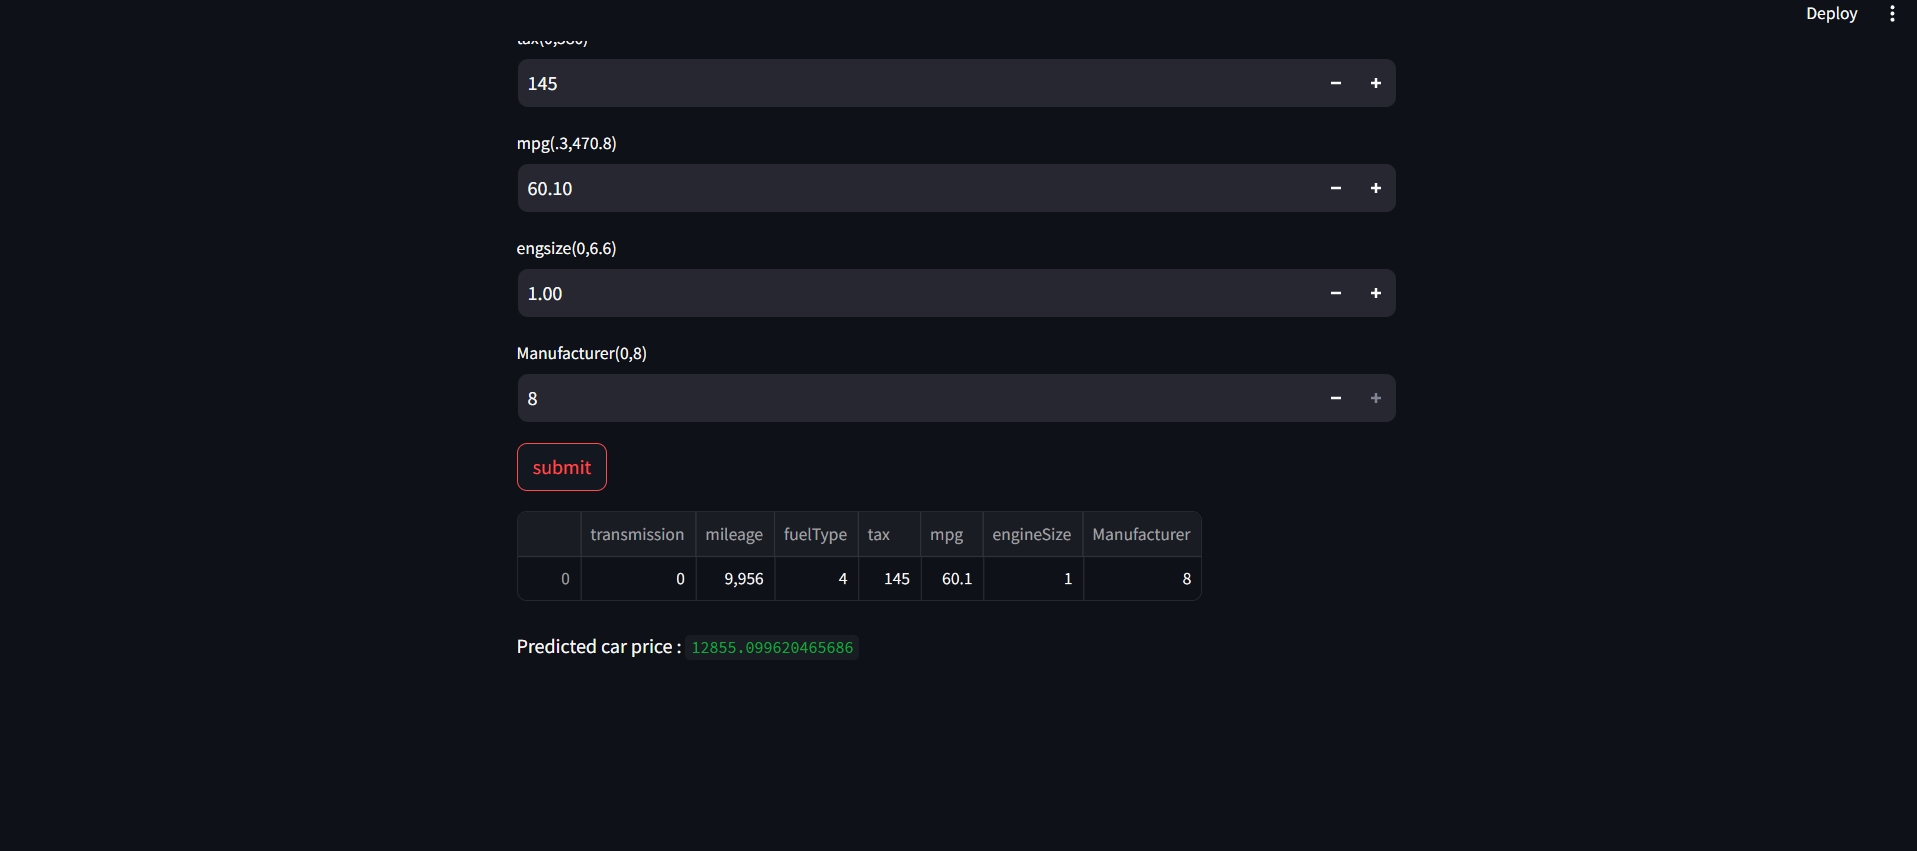 Deploy
145
mpg(.3,470.8)
60.10
engsize(0,6.6)
1.00
Manufacturer(0,8)
8
submit
transmission mileage fuelType tax mpg engineSize Manufacturer
0 0 9,956 4 145 60.1 1 8
Predicted car price : 12855.099620465686